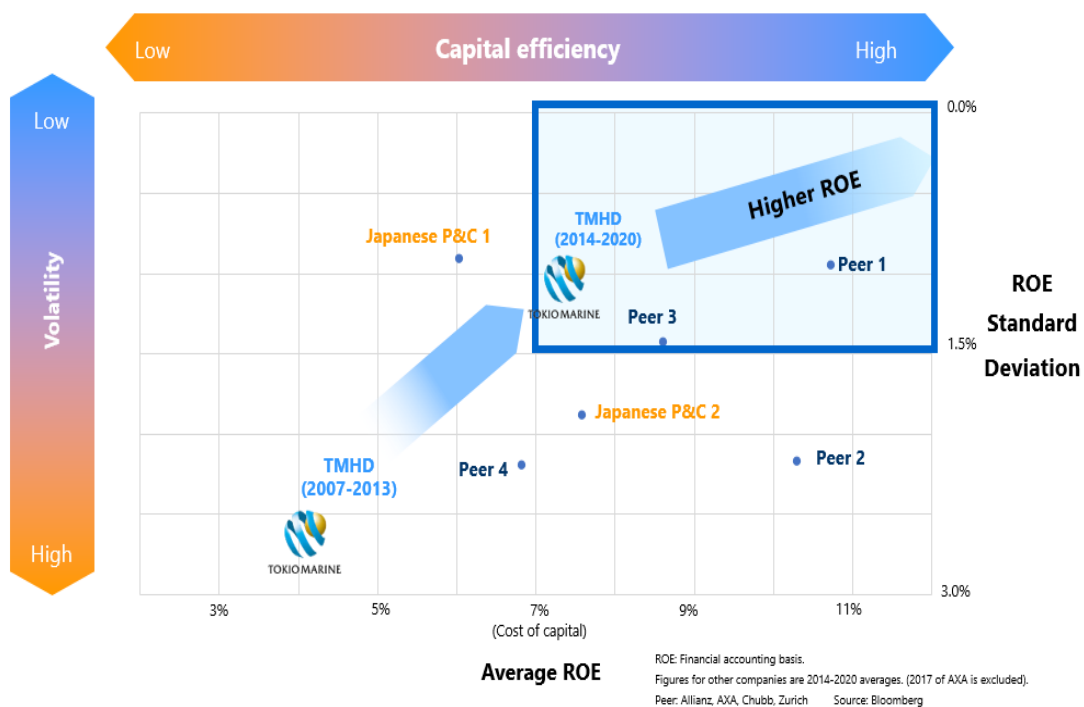 Low Capital efficiency High
Low
Volatility
High
0.0%
Higher ROE
TMHD
(2014-2020)
Japanese P&C 1
TOKIOMARINE
Peer 1
Peer 3
ROE
Standard
Deviation
1.5%
Japanese P&C 2
Peer 4
Peer 2
TMHD
(2007-2013)
TOKIOMARINE
3.0%
3% 5% 7% 9% 11%
(Cost of capital)
Average ROE
ROE: Financial accounting basis.
Figures for other companies are 2014-2020 averages. (2017 of AXA is excluded).
Peer: Allianz, AXA, Chubb, Zurich Source: Bloomberg